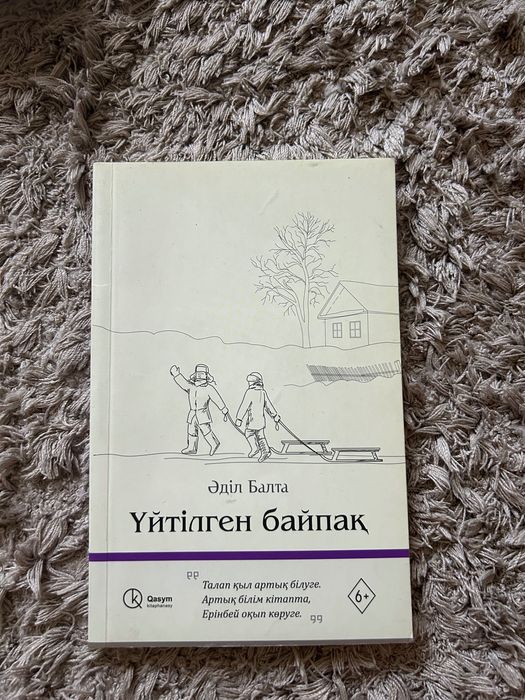 Әділ Балта
Үйтілген байпақ
Qasym
kitaphanasy
Талап қыл артық білуге.
Артық білім кітапта,
Ерінбей оқып көруге.
6+